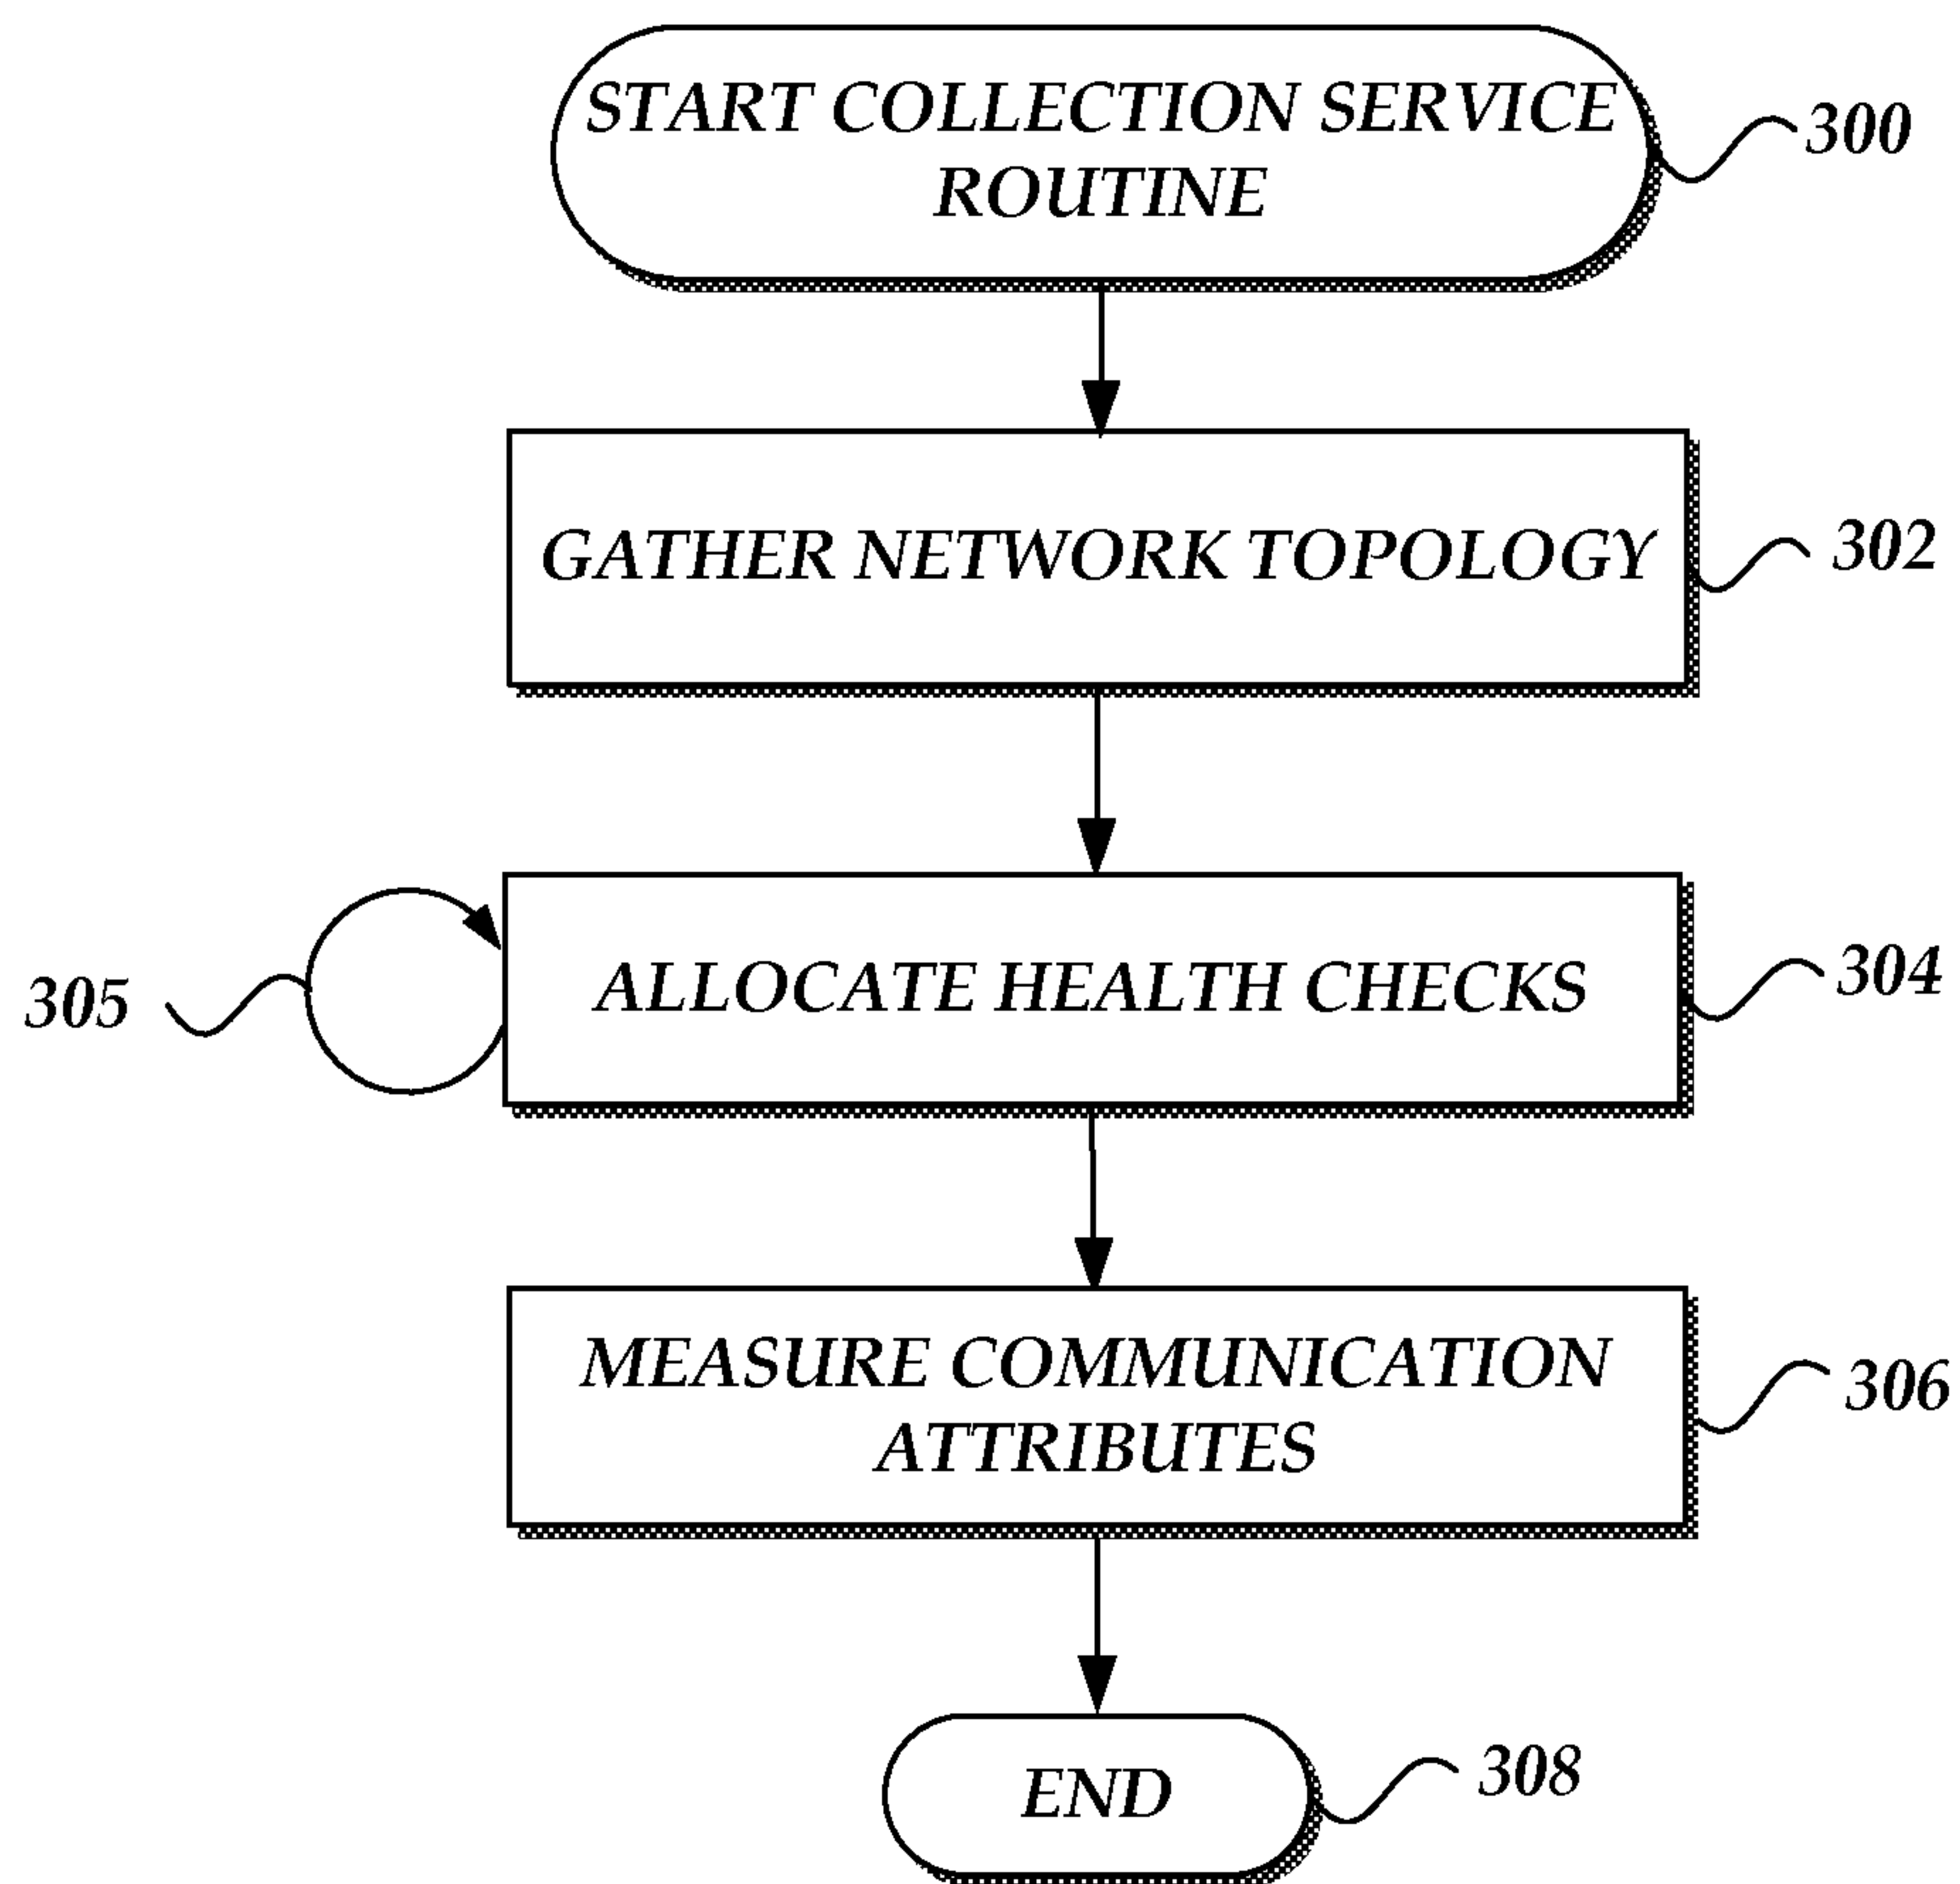 START COLLECTION SERVICE
ROUTINE
300
GATHER NETWORK TOPOLOGY
302
305
ALLOCATE HEALTH CHECKS
304
MEASURE COMMUNICATION
ATTRIBUTES
306
END
308